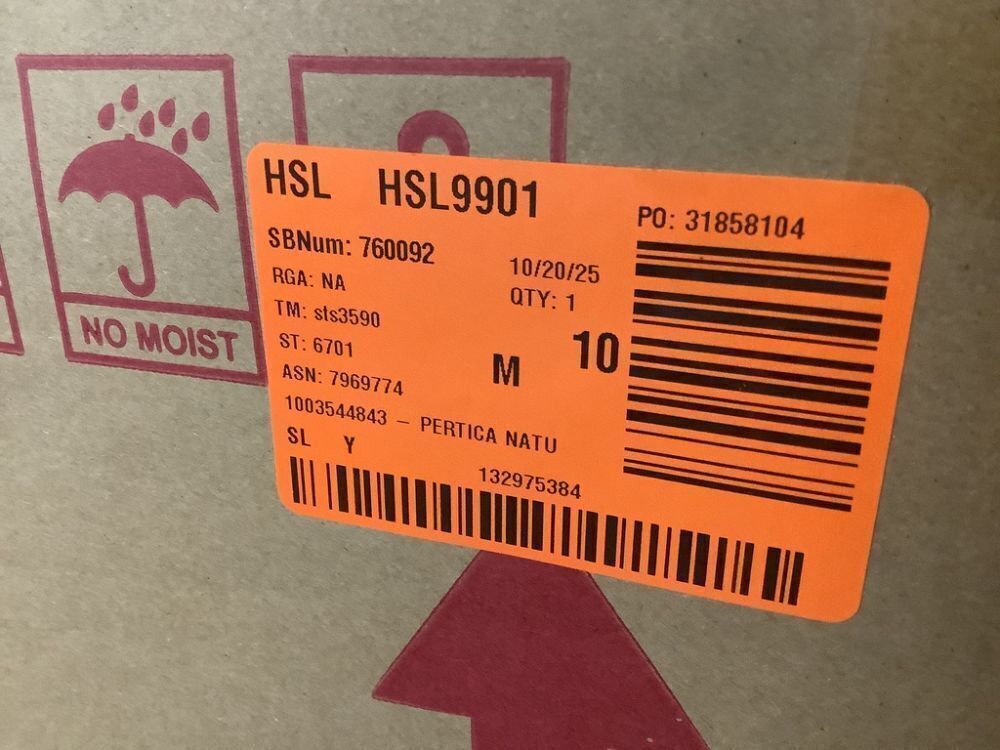 HSL HSL9901
PO: 31858104
SBNum: 760092
10/20/25
RGA: NA
QTY: 1
TM: sts3590
ST: 6701
M 10
ASN: 7969774
1003544843 – PERTICA NATU
SL Y
132975384
NO MOIST